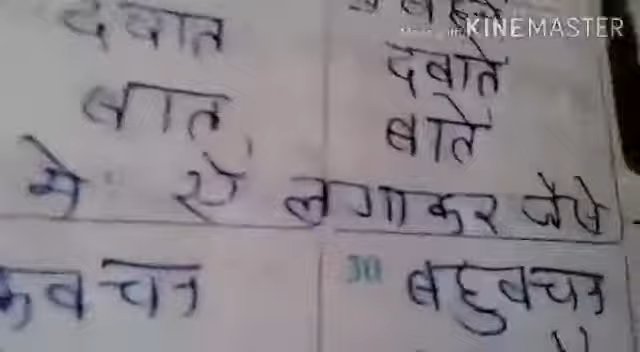 KINEMASTER
दवात
दवाते
बात
बाते
मे ए लगाकर जैसे
बहुवचन